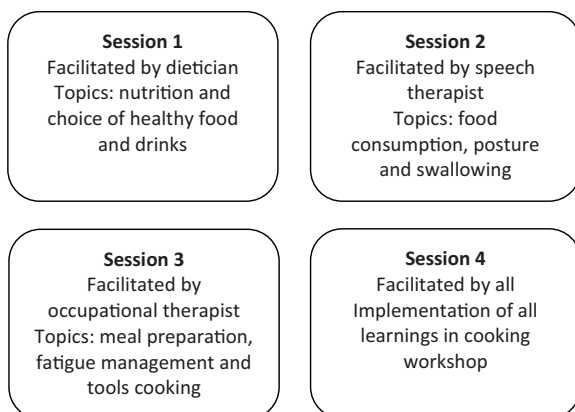 Session 1
Facilitated by dietician
Topics: nutrition and
choice of healthy food
and drinks
Session 2
Facilitated by speech
therapist
Topics: food
consumption, posture
and swallowing
Session 3
Facilitated by
occupational therapist
Topics: meal preparation,
fatigue management and
tools cooking
Session 4
Facilitated by all
Implementation of all
learnings in cooking
workshop